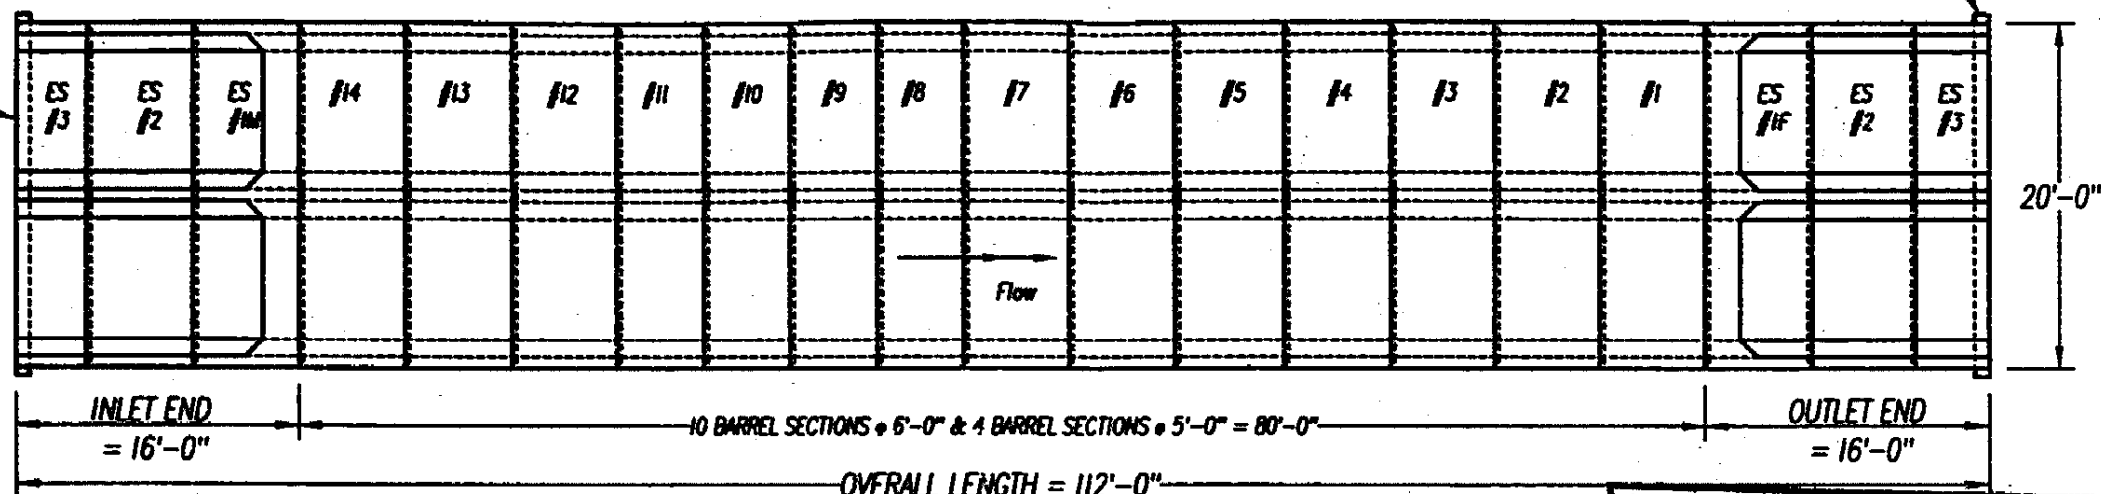 ES ES ES #14 #13 #12 #11 #10 #9 #8 #7 #6 #5 #4 #3 #2 #1 ES ES ES
#3 #2 #1M #1F #2 #3
20'-0"
Flow
INLET END 10 BARREL SECTIONS @ 6'-0" & 4 BARREL SECTIONS @ 5'-0" = 80'-0" OUTLET END
= 16'-0" = 16'-0"
OVERALL LENGTH = 112'-0"